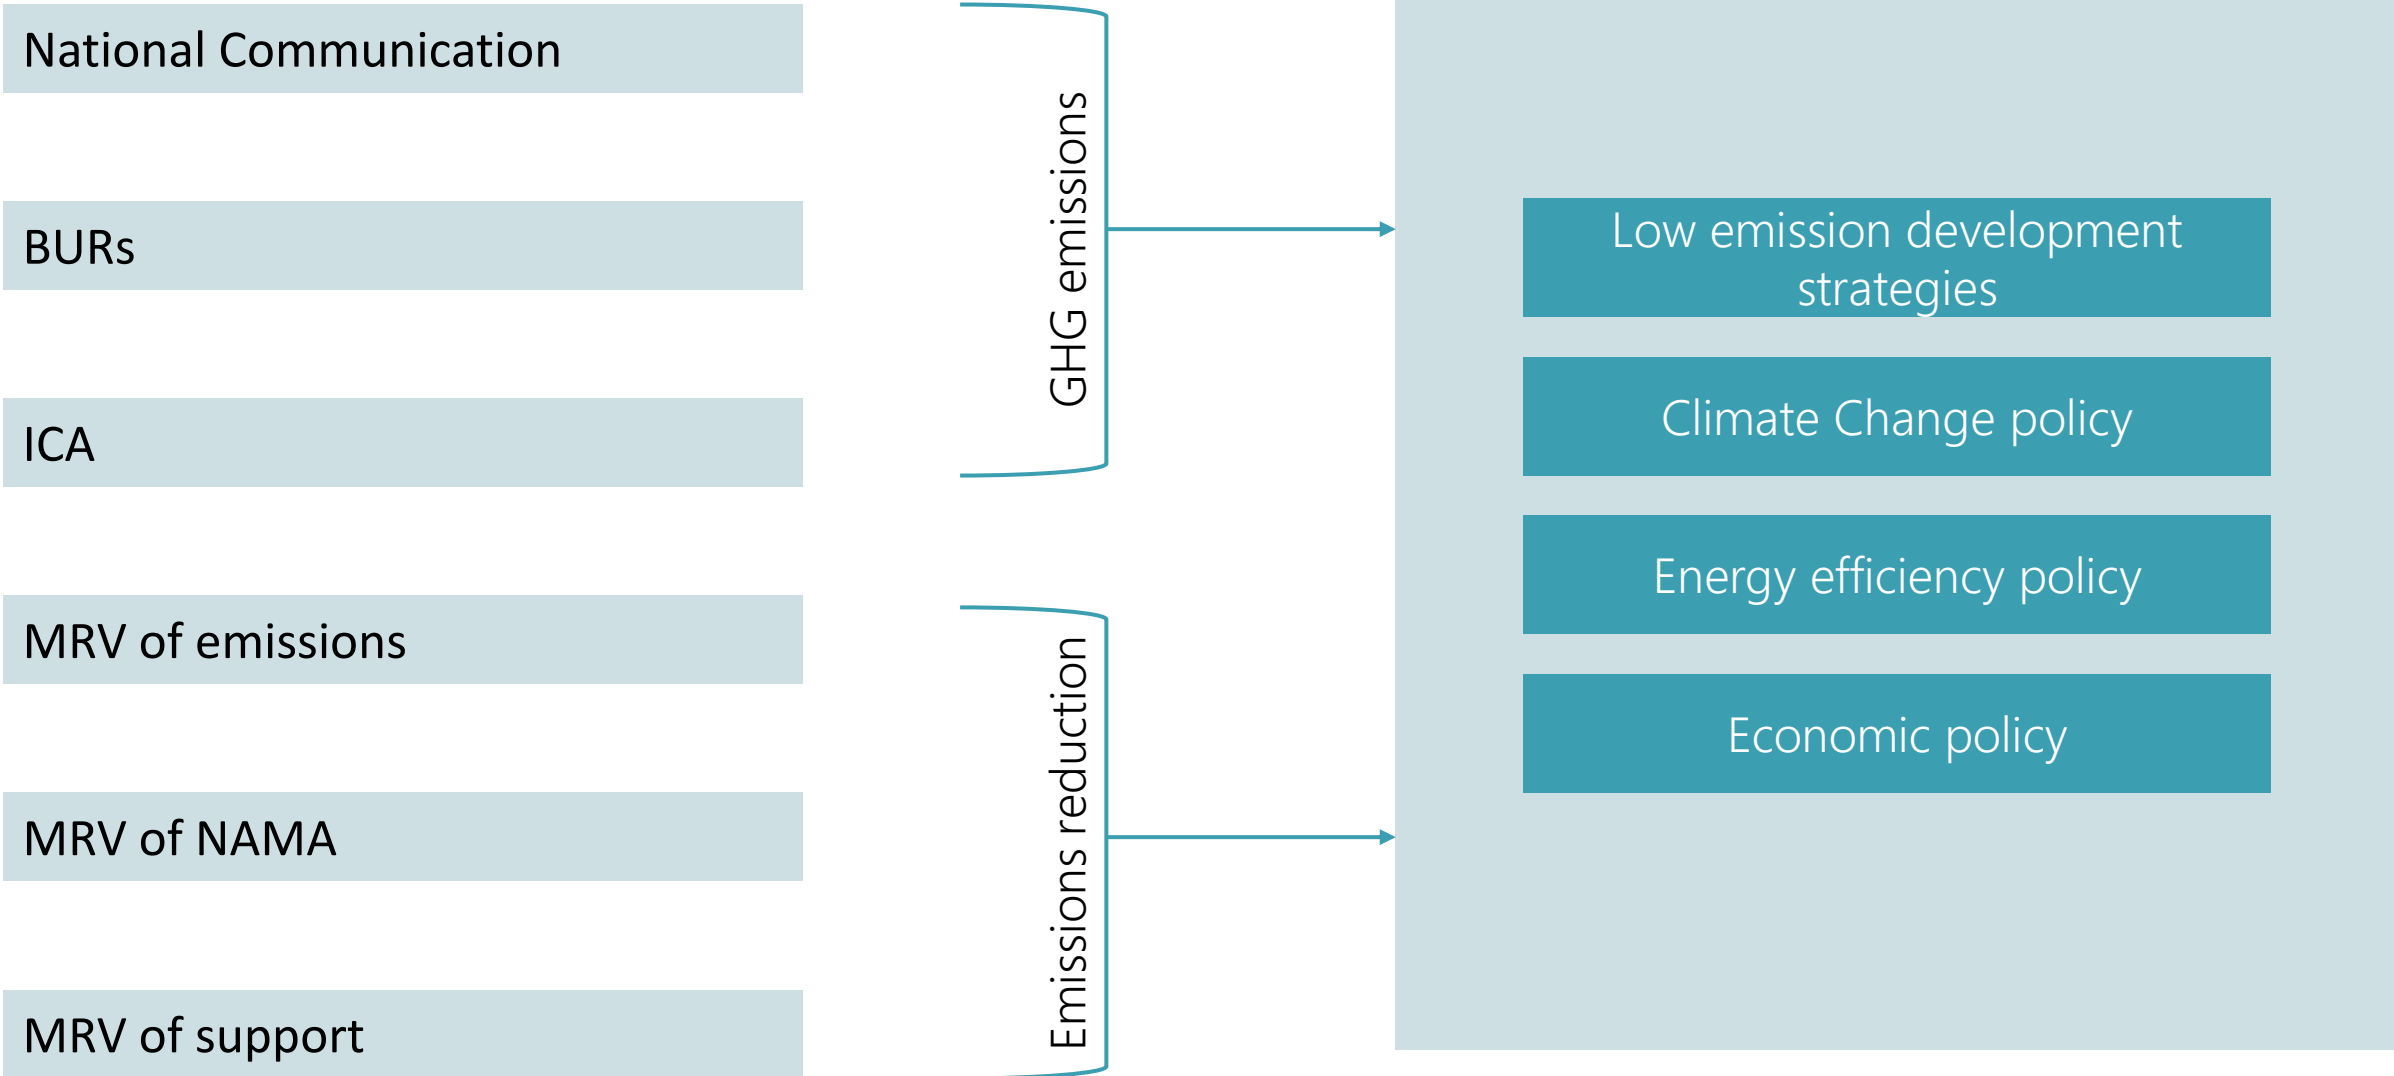 National Communication
BURs
ICA
MRV of emissions
MRV of NAMA
MRV of support
GHG emissions
Emissions reduction
Low emission development
strategies
Climate Change policy
Energy efficiency policy
Economic policy